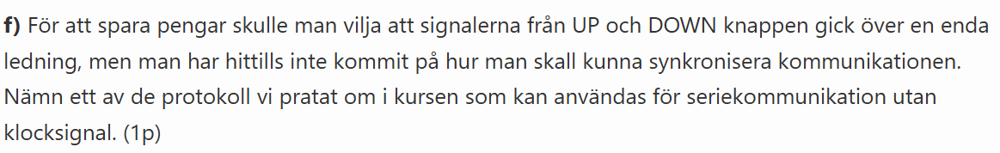 f) För att spara pengar skulle man vilja att signalerna från UP och DOWN knappen gick över en enda
ledning, men man har hittills inte kommit på hur man skall kunna synkronisera kommunikationen.
Nämn ett av de protokoll vi pratat om i kursen som kan användas för seriekommunikation utan
klocksignal. (1p)